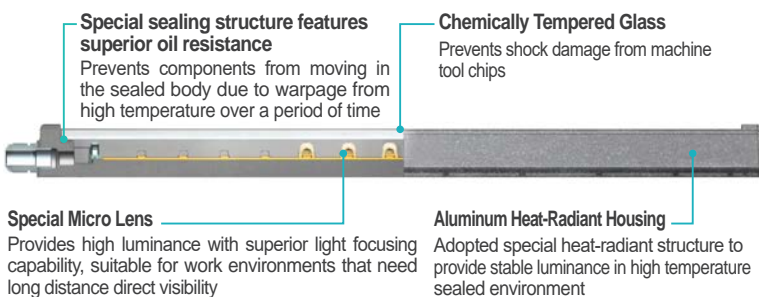 Special sealing structure features
superior oil resistance
Prevents components from moving in
the sealed body due to warpage from
high temperature over a period of time
Chemically Tempered Glass
Prevents shock damage from machine
tool chips
Special Micro Lens
Provides high luminance with superior light focusing
capability, suitable for work environments that need
long distance direct visibility
Aluminum Heat-Radiant Housing
Adopted special heat-radiant structure to
provide stable luminance in high temperature
sealed environment